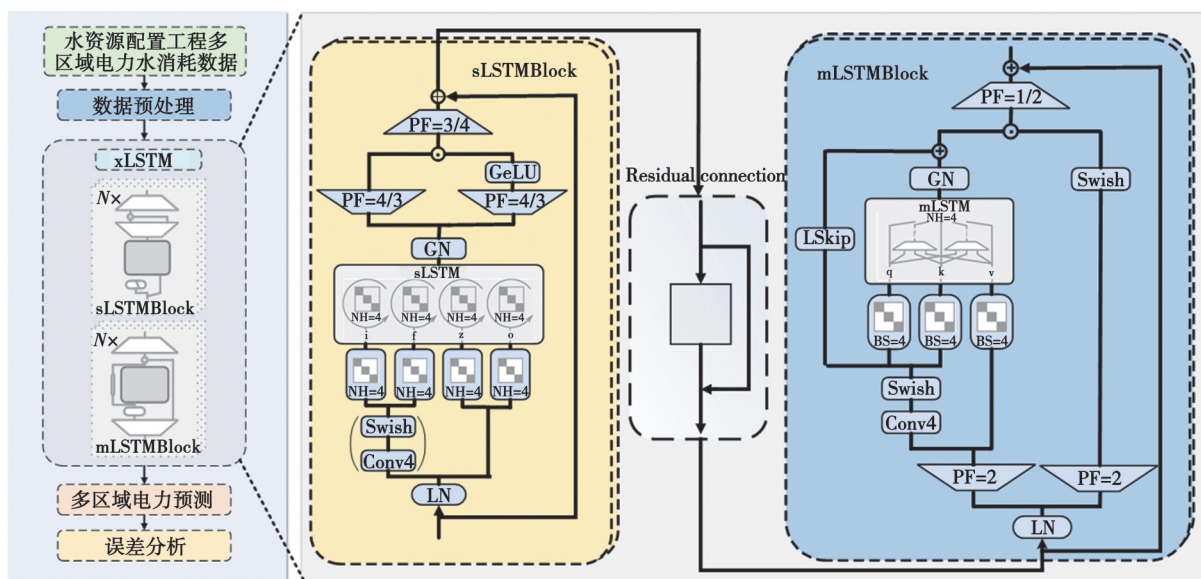 水资源配置工程多
区域电力水消耗数据
数据预处理
xLSTM
N×
sLSTMBlock
N×
mLSTMBlock
多区域电力预测
误差分析
sLSTMBlock
PF=3/4
GeLU
PF=4/3
PF=4/3
GN
sLSTM
NH=4 NH=4 NH=4 NH=4
i f z o
NH=4 NH=4 NH=4 NH=4
Swish
Conv4
LN
Residual connection
mLSTMBlock
PF=1/2
GN
Swish
mLSTM
NH=4
LSkip
q k v
BS=4 BS=4 BS=4
Swish
Conv4
PF=2
PF=2
LN